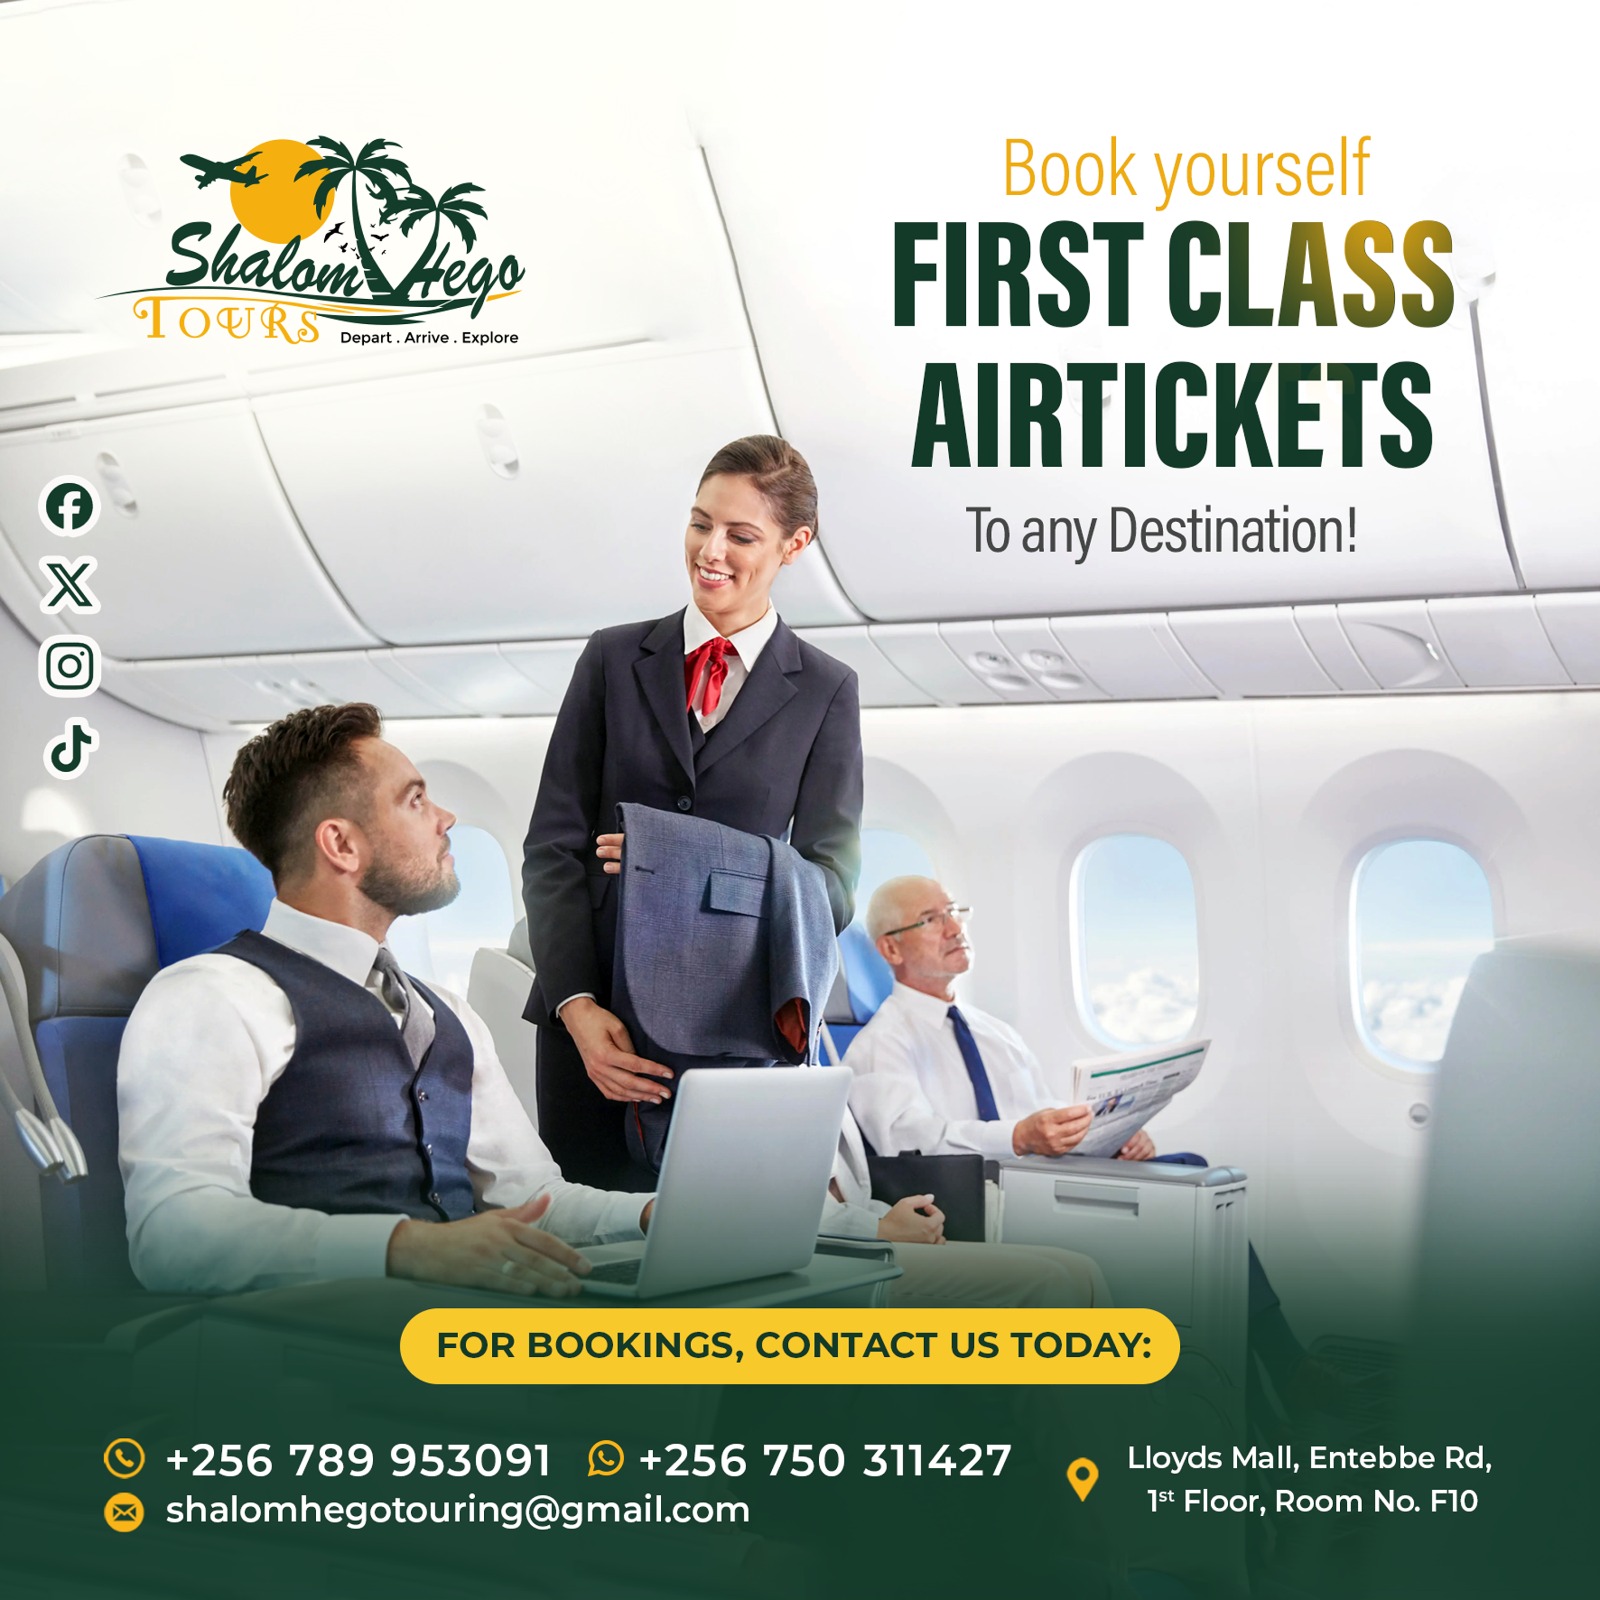 Shalom Hego
TOURS
Depart . Arrive . Explore
Book yourself
FIRST CLASS
AIRTICKETS
To any Destination!
FOR BOOKINGS, CONTACT US TODAY:
+256 789 953091
+256 750 311427
shalomhegotouring@gmail.com
Lloyds Mall, Entebbe Rd,
1st Floor, Room No. F10